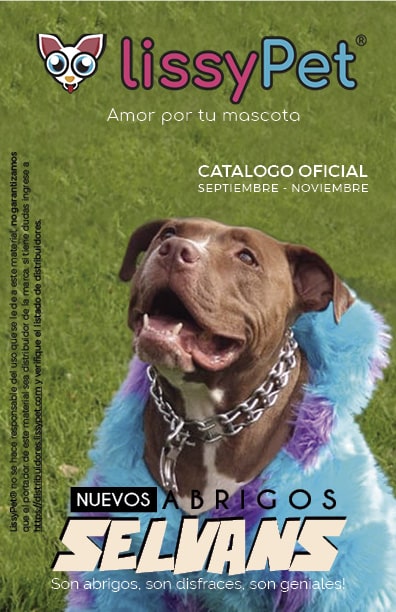 lissyPet®
Amor por tu mascota
CATALOGO OFICIAL
SEPTIEMBRE - NOVIEMBRE
LissyPet® no se hace responsable del uso que se le de a este material, no garantizamos
que el portador de este material sea distribuidor de la marca. si tiene dudas ingrese a
https://distribuidores.lissypet.com y verifique el listado de distribuidores.
NUEVOS ABRIGOS
SELVANS
Son abrigos, son disfraces, son geniales!